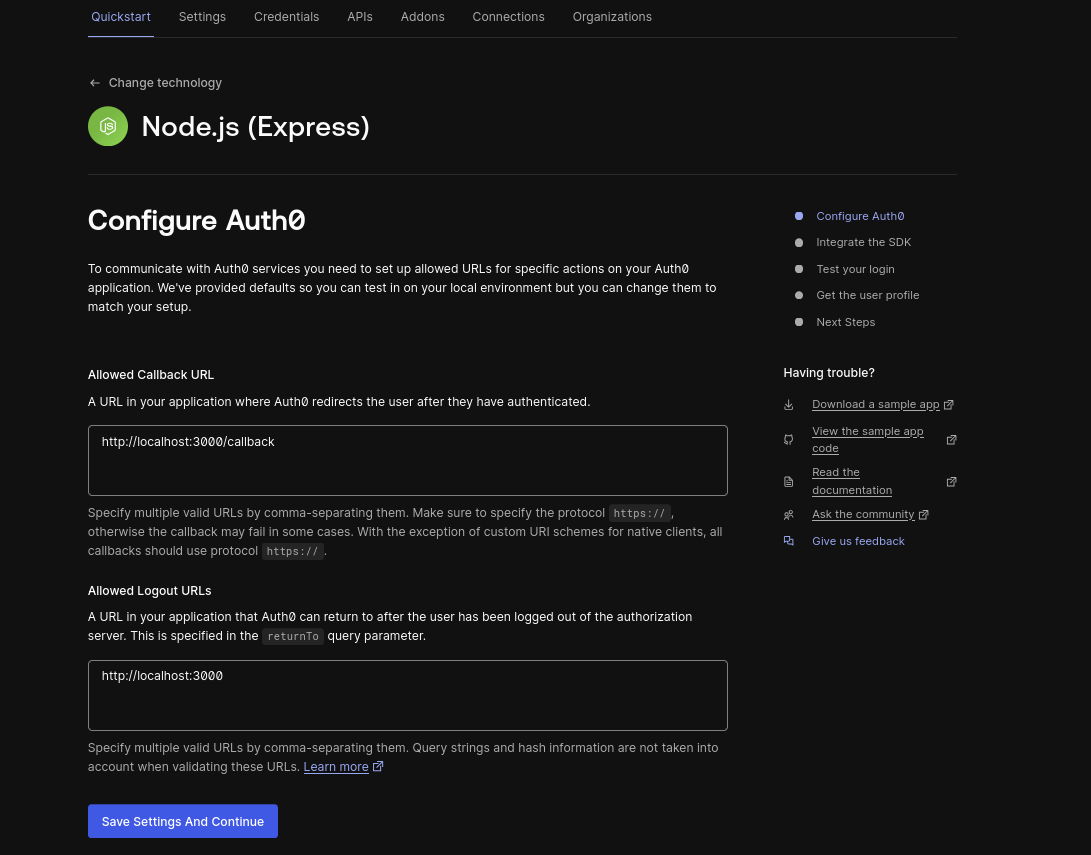 Quickstart Settings Credentials APIs Addons Connections Organizations
← Change technology
Node.js (Express)
Configure Auth0
To communicate with Auth0 services you need to set up allowed URLs for specific actions on your Auth0
application. We've provided defaults so you can test in on your local environment but you can change them to
match your setup.
Allowed Callback URL
A URL in your application where Auth0 redirects the user after they have authenticated.
http://localhost:3000/callback
Specify multiple valid URLs by comma-separating them. Make sure to specify the protocol https:// ,
otherwise the callback may fail in some cases. With the exception of custom URI schemes for native clients, all
callbacks should use protocol https:// .
Allowed Logout URLs
A URL in your application that Auth0 can return to after the user has been logged out of the authorization
server. This is specified in the returnTo query parameter.
http://localhost:3000
Specify multiple valid URLs by comma-separating them. Query strings and hash information are not taken into
account when validating these URLs. Learn more
Save Settings And Continue
Configure Auth0
Integrate the SDK
Test your login
Get the user profile
Next Steps
Having trouble?
Download a sample app
View the sample app
code
Read the
documentation
Ask the community
Give us feedback